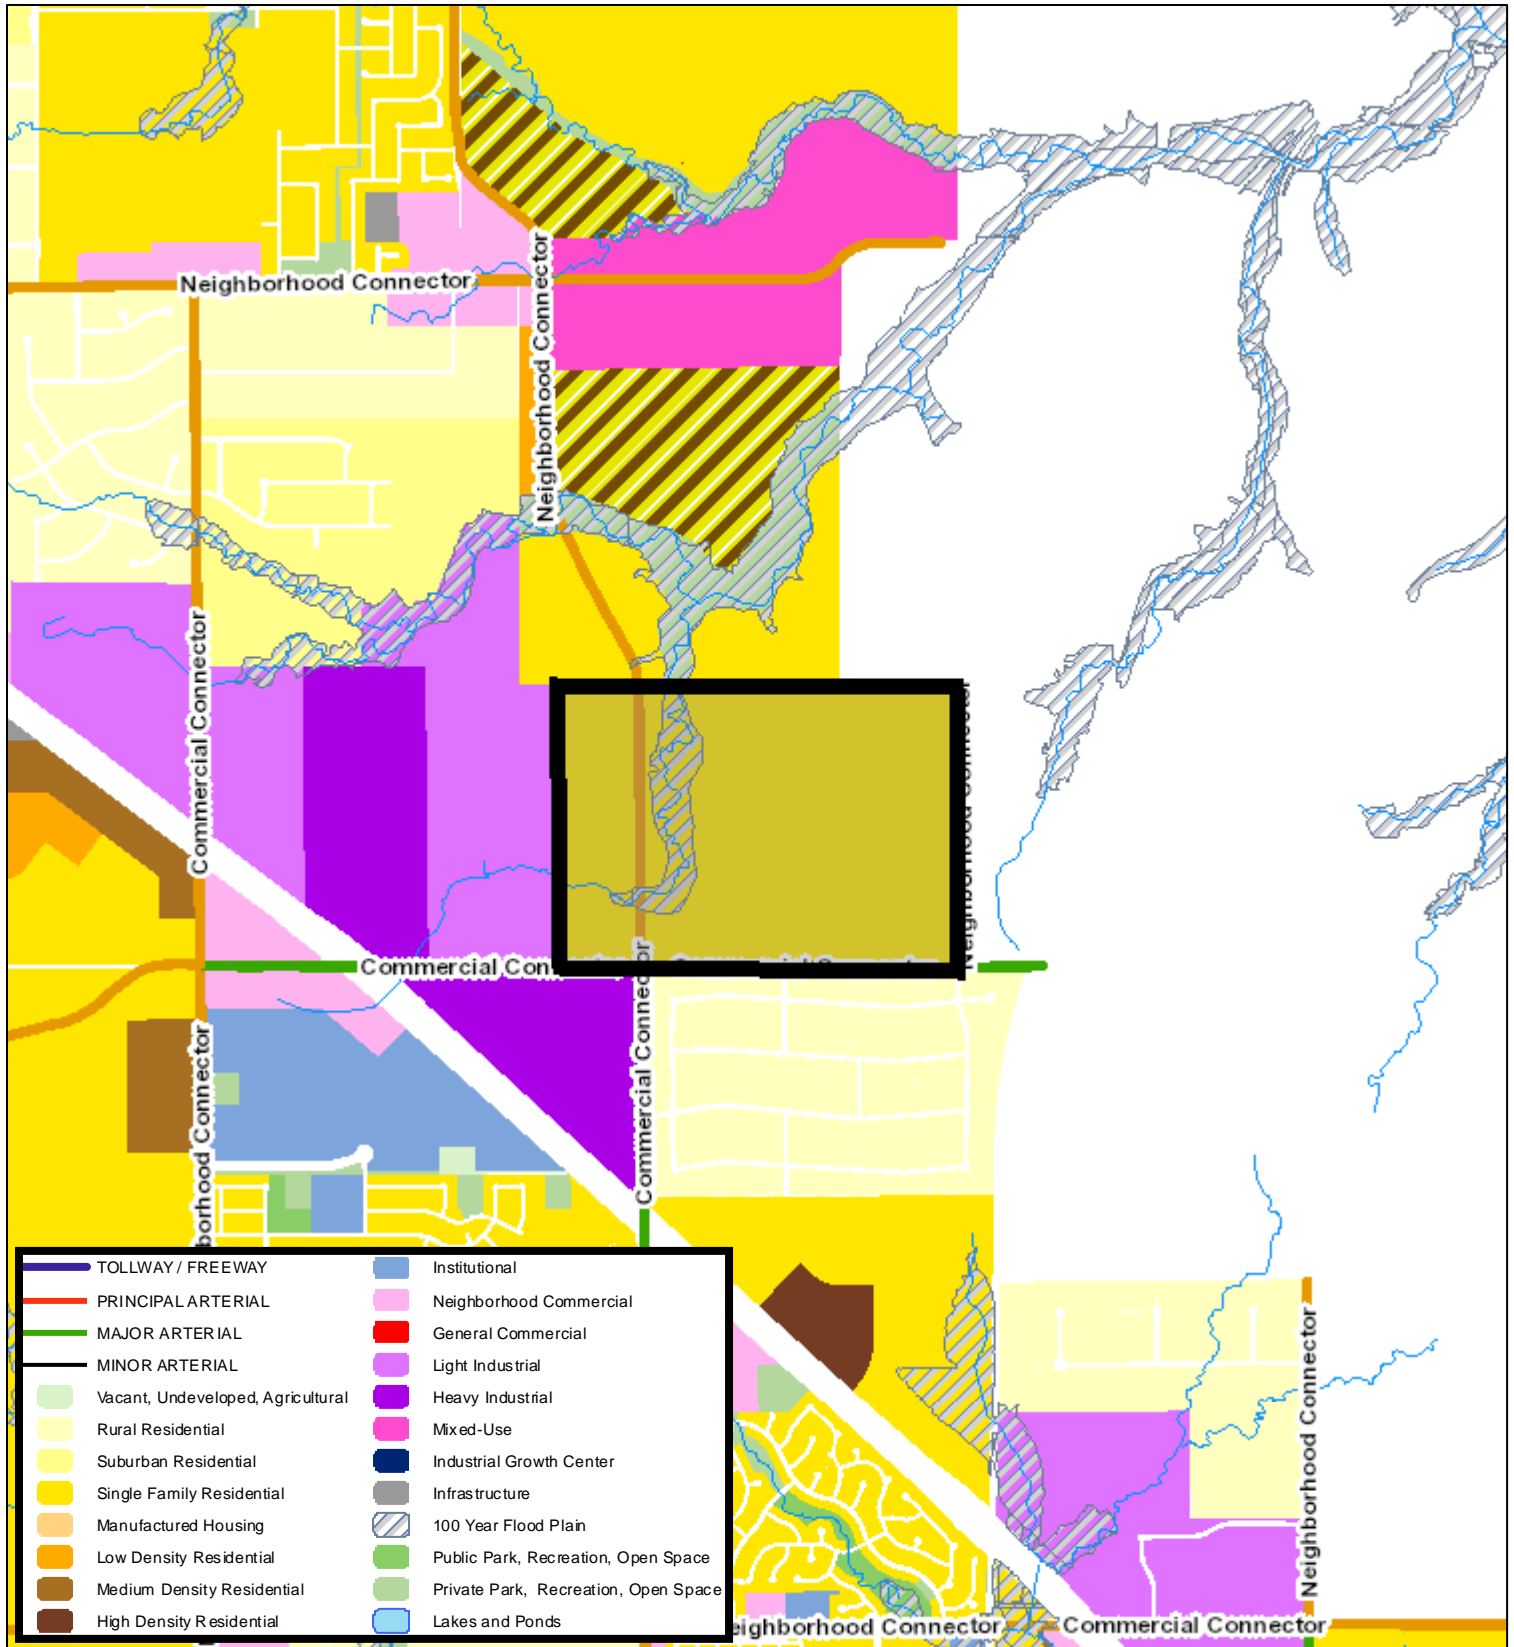 Neighborhood Connector
Neighborhood Connector
Neighborhood Connector
Commercial Connector
Neighborhood Connector
Commercial Con
Commercial Connector
borhood Connector
TOLLWAY / FREEWAY
PRINCIPAL ARTERIAL
MAJOR ARTERIAL
MINOR ARTERIAL
Vacant, Undeveloped, Agricultural
Rural Residential
Suburban Residential
Single Family Residential
Manufactured Housing
Low Density Residential
Medium Density Residential
High Density Residential
Institutional
Neighborhood Commercial
General Commercial
Light Industrial
Heavy Industrial
Mixed-Use
Industrial Growth Center
Infrastructure
100 Year Flood Plain
Public Park, Recreation, Open Space
Private Park, Recreation, Open Space
Lakes and Ponds
Neighborhood Connector
eighborhood Connector
Commercial Connector